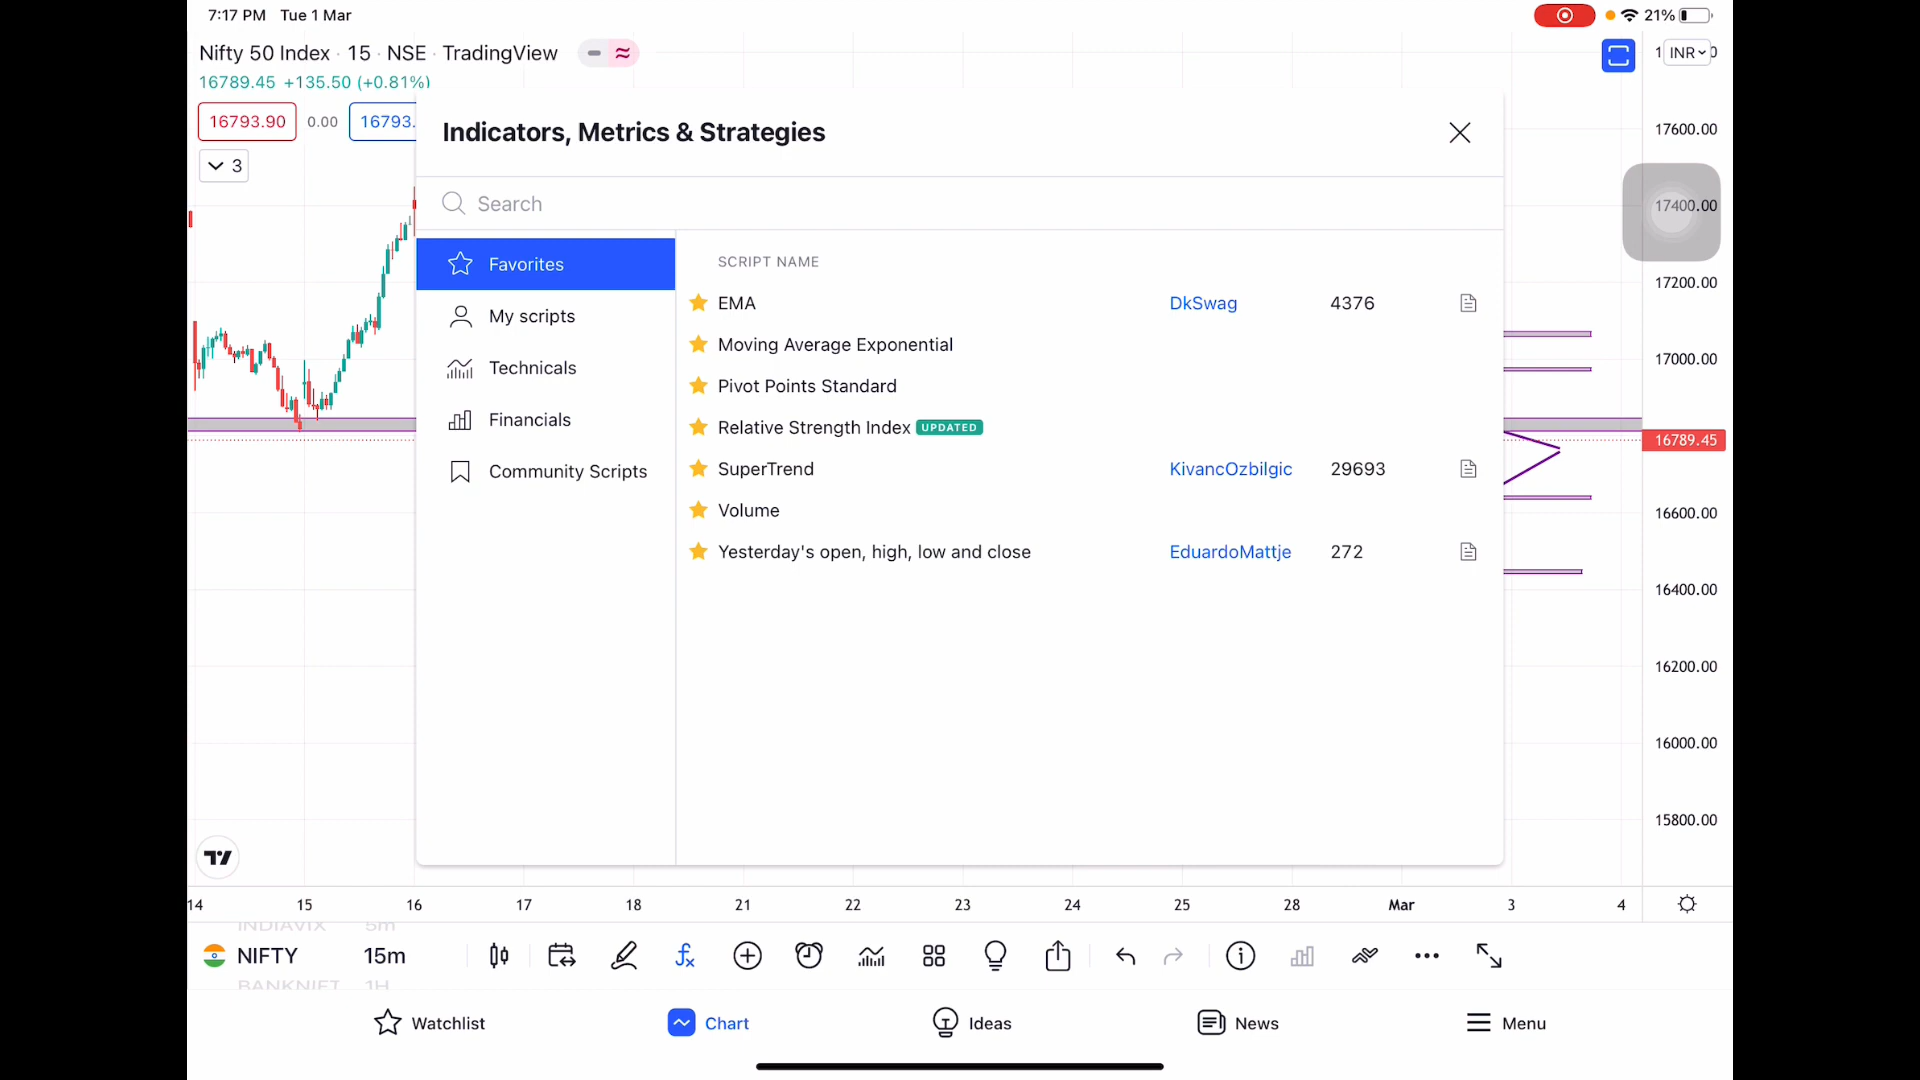 7:17 PM Tue 1 Mar
21%
Nifty 50 Index · 15 · NSE · TradingView
16789.45 +135.50 (+0.81%)
16793.90 0.00 16793.
3
INR
Indicators, Metrics & Strategies
Search
Favorites
My scripts
Technicals
Financials
Community Scripts
SCRIPT NAME
EMA DkSwag 4376
Moving Average Exponential
Pivot Points Standard
Relative Strength Index UPDATED
SuperTrend KivancOzbilgic 29693
Volume
Yesterday's open, high, low and close EduardoMattje 272
17600.00
17400.00
17200.00
17000.00
16789.45
16600.00
16400.00
16200.00
16000.00
15800.00
14 15 16 17 18 21 22 23 24 25 28 Mar 3 4
INDIAVIX 5m
NIFTY 15m
BANKNIFT 1H
Watchlist Chart Ideas News Menu